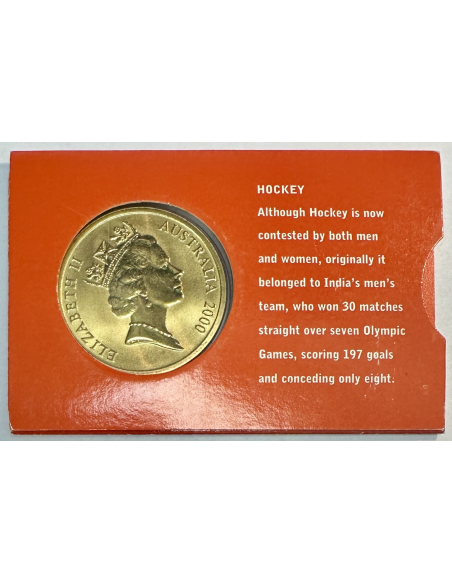 ELIZABETH II
AUSTRALIA 2000
HOCKEY
Although Hockey is now
contested by both men
and women, originally it
belonged to India's men's
team, who won 30 matches
straight over seven Olympic
Games, scoring 197 goals
and conceding only eight.